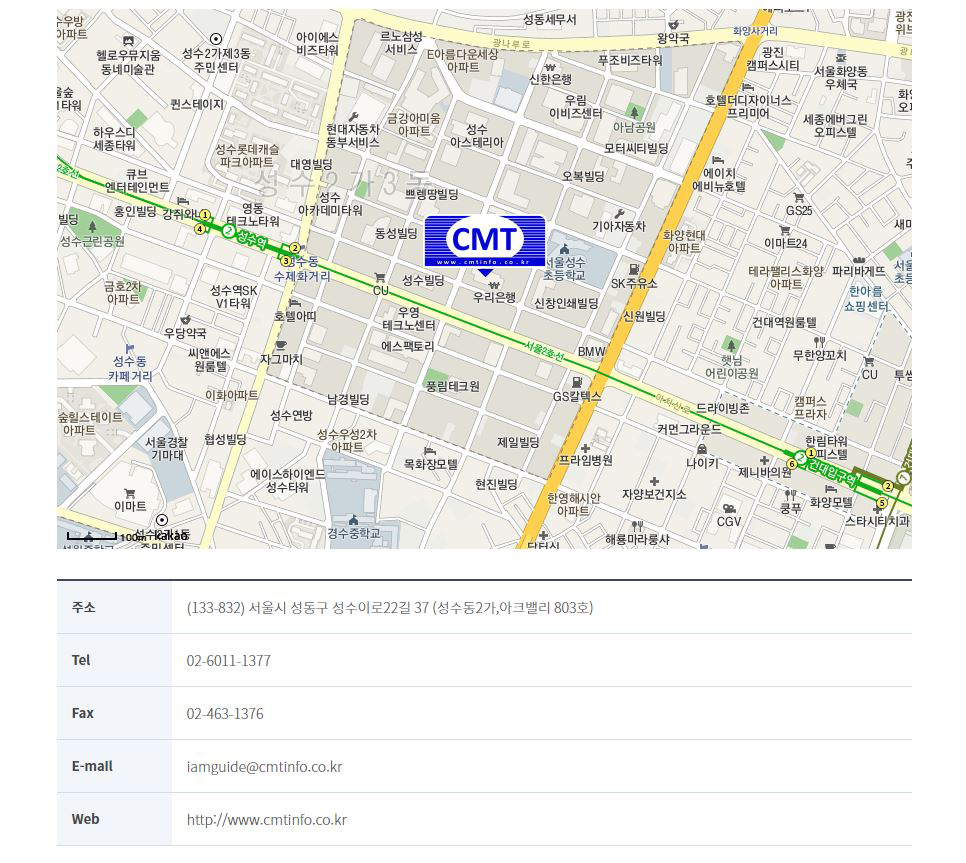 성동세무서
왕약국
화양사거리
광나루로
아이에스
비즈타워
르노삼성
서비스
E아름다운세상
아파트
신한은행
푸조비즈타워
광진
캠퍼스시티
서울화양동
우체국
헬로우뮤지움
동네미술관
성수2가제3동
주민센터
퀸스테이지
하우스디
세종타워
현대자동차
동부서비스
금강아미움
아파트
성수
아스테리아
우림
이비즈센터
아남공원
모터씨티빌딩
호텔더디자이너스
프리미어
세종에버그린
오피스텔
성수롯데캐슬
파크아파트
대영빌딩
성수2가3동
큐브
엔터테인먼트
성수
아카데미타워
쁘렝땅빌딩
오복빌딩
에이치
에비뉴호텔
GS25
홍인빌딩
강쥐와나
영동
테크노타워
성수역
동성빌딩
CMT
www.cmtinfo.co.kr
기아자동차
화양현대
아파트
이마트24
성수근린공원
성수동
수제화거리
서울성수
초등학교
테라팰리스화양
아파트
파리바게뜨
한아름
쇼핑센터
금호2차
아파트
성수역SK
V1타워
호텔아띠
CU
성수빌딩
우리은행
신창인쇄빌딩
SK주유소
신원빌딩
건대원룸텔
우담약국
우영
테크노센터
에스팩토리
서울2호선
BMW
햇님
어린이공원
무한양꼬치
성수동
카페거리
씨앤에스
원룸텔
자그마치
풍림테크원
GS칼텍스
아차산로
드라이빙존
캠퍼스
프라자
CU
이화아파트
남경빌딩
숲힐스테이트
아파트
성수연방
성수우성2차
아파트
제일빌딩
커먼그라운드
한림타워
오피스텔
서울경찰
기마대
협성빌딩
목화장모텔
프라임병원
나이키
제니바의원
건대입구역
에이스하이엔드
성수타워
현진빌딩
한영해시안
아파트
자양보건지소
쿵푸
화양모텔
이마트
CGV
스타시티치과
경수중학교
해룡마라룽샤
닥터신
100m
kakao
주소 (133-832) 서울시 성동구 성수이로22길 37 (성수동2가,아크밸리 803호)
Tel 02-6011-1377
Fax 02-463-1376
E-mail iamguide@cmtinfo.co.kr
Web http://www.cmtinfo.co.kr